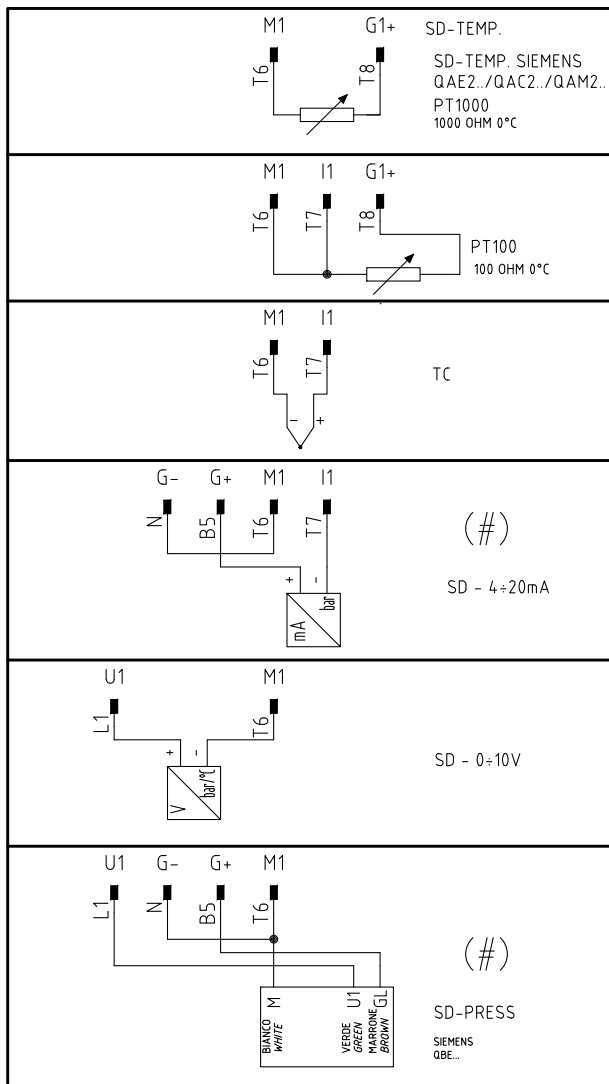 M1 G1+ SD-TEMP.
T6 T8
SD-TEMP. SIEMENS
QAE2../QAC2../QAM2..
PT1000
1000 OHM 0°C
M1 I1 G1+
T6 T7 T8
PT100
100 OHM 0°C
M1 I1
T6 T7
TC
- +
G- G+ M1 I1
N B5 T6 T7
(#)
+ -
mA bar
SD - 4÷20mA
U1 M1
L1 T6
+ -
V bar/°C
SD - 0÷10V
U1 G- G+ M1
L1 N B5 T6
(#)
M U1 GL
BIANCO
WHITE
VERDE
GREEN
MARRONE
BROWN
SD-PRESS
SIEMENS
QBE...